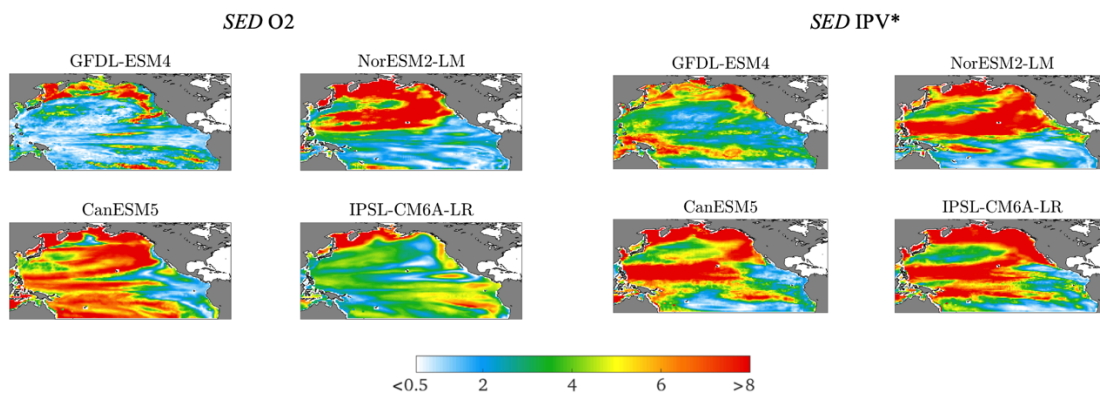 SED O2
SED IPV*
GFDL-ESM4
NorESM2-LM
GFDL-ESM4
NorESM2-LM
CanESM5
IPSL-CM6A-LR
CanESM5
IPSL-CM6A-LR
<0.5 2 4 6 >8